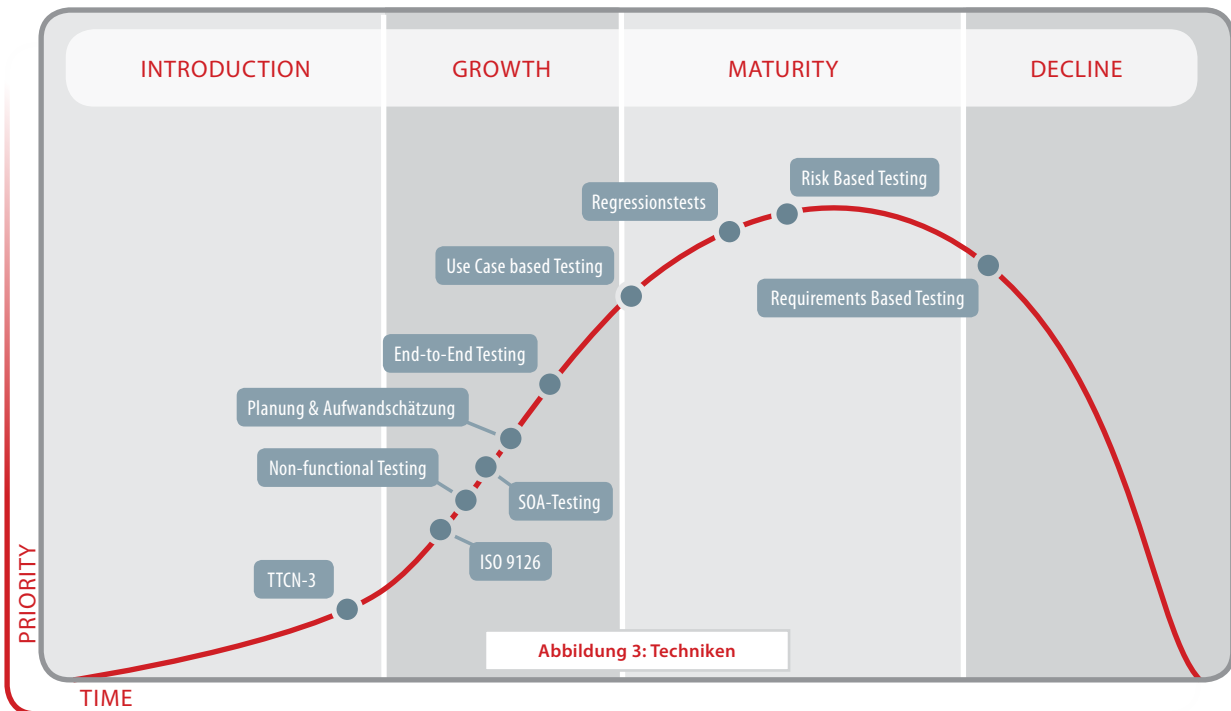 INTRODUCTION
GROWTH
MATURITY
DECLINE
Risk Based Testing
Regressionstests
Use Case based Testing
Requirements Based Testing
End-to-End Testing
Planung & Aufwandschätzung
Non-functional Testing
SOA-Testing
ISO 9126
TTCN-3
PRIORITY
Abbildung 3: Techniken
TIME